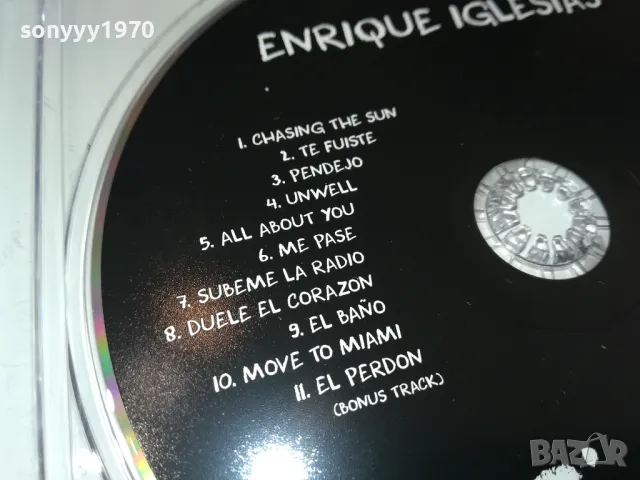 sonyyy1970
ENRIQUE IGLESIAS
1. CHASING THE SUN
2. TE FUISTE
3. PENDEJO
4. UNWELL
5. ALL ABOUT YOU
6. ME PASE
7. SUBEME LA RADIO
8. DUELE EL CORAZON
9. EL BAÑO
10. MOVE TO MIAMI
11. EL PERDON
(BONUS TRACK)
bazar